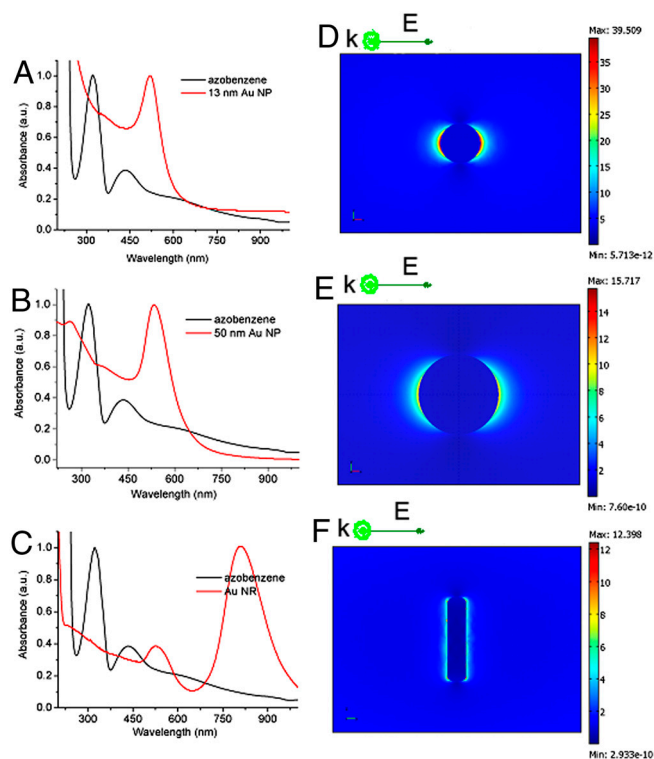 A
azobenzene
13 nm Au NP
Absorbance (a.u.)
1.0
0.8
0.6
0.4
0.2
0.0
300 450 600 750 900
Wavelength (nm)
B
azobenzene
50 nm Au NP
Absorbance (a.u.)
1.0
0.8
0.6
0.4
0.2
0.0
300 450 600 750 900
Wavelength (nm)
C
azobenzene
Au NR
Absorbance (a.u.)
1.0
0.8
0.6
0.4
0.2
0.0
300 450 600 750 900
Wavelength (nm)
D
k E
Max: 39.509
35
30
25
20
15
10
5
Min: 5.713e-12
E
k E
Max: 15.717
14
12
10
8
6
4
2
Min: 7.60e-10
F
k E
Max: 12.398
12
10
8
6
4
2
Min: 2.933e-10